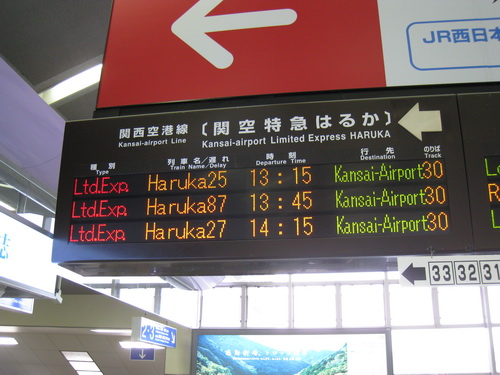 JR西日本
関西空港線 〔関空特急はるか〕
Kansai-airport Line Kansai-airport Limited Express HARUKA
種別 列車名/遅れ 時刻 行先 のりば
Type Train Name/Delay Departure Time Destination Track
Ltd.Exp. Haruka25 13:15 Kansai-Airport 30
Ltd.Exp. Haruka87 13:45 Kansai-Airport 30
Ltd.Exp. Haruka27 14:15 Kansai-Airport 30
33 32 31